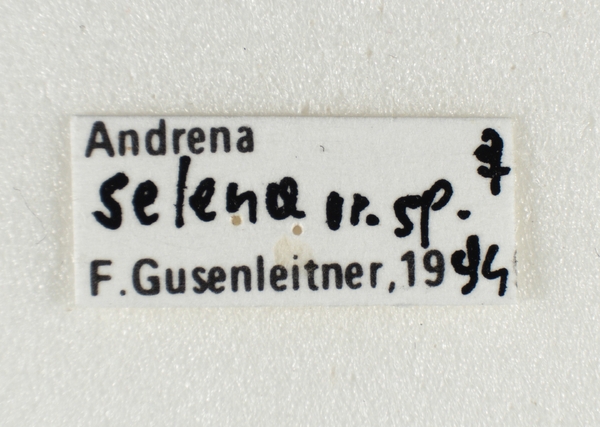 Andrena
selena n. sp. ♀
F.Gusenleitner,1994